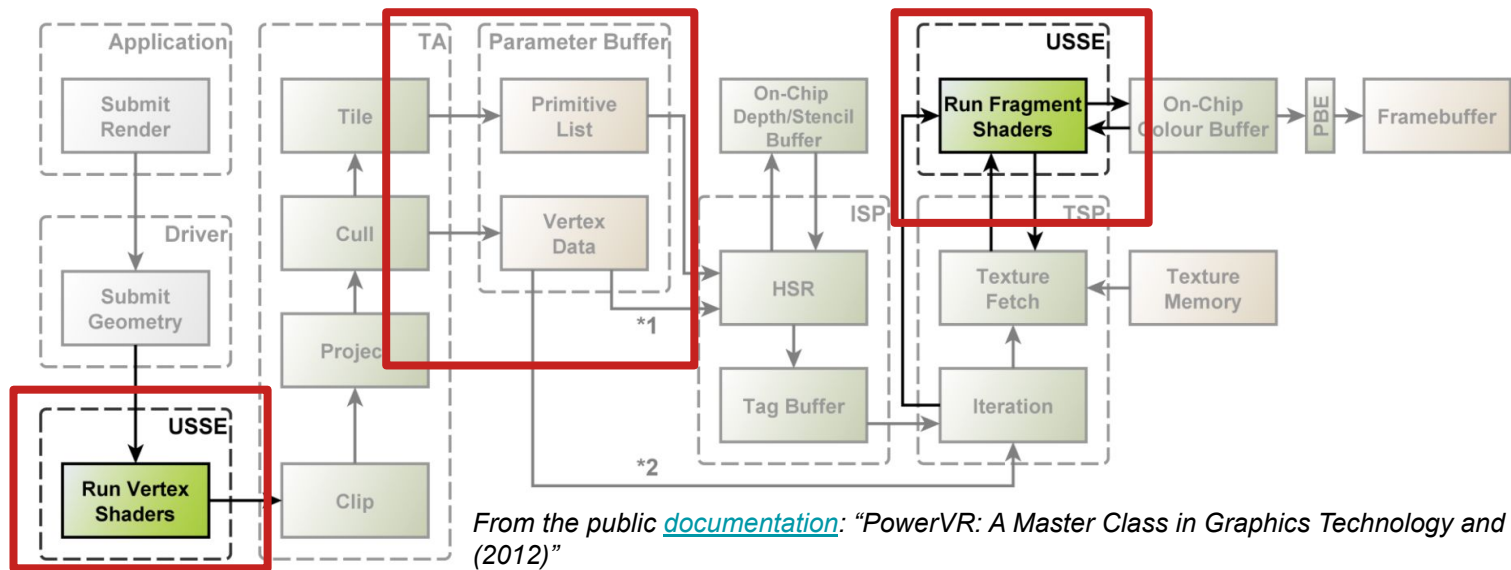 Application
Submit
Render
Driver
Submit
Geometry
USSE
Run Vertex
Shaders
TA
Tile
Cull
Project
Clip
Parameter Buffer
Primitive
List
Vertex
Data
*1
*2
On-Chip
Depth/Stencil
Buffer
ISP
HSR
Tag Buffer
USSE
Run Fragment
Shaders
TSP
Texture
Fetch
Iteration
On-Chip
Colour Buffer
PBE
Framebuffer
Texture
Memory
From the public documentation: “PowerVR: A Master Class in Graphics Technology and
(2012)”